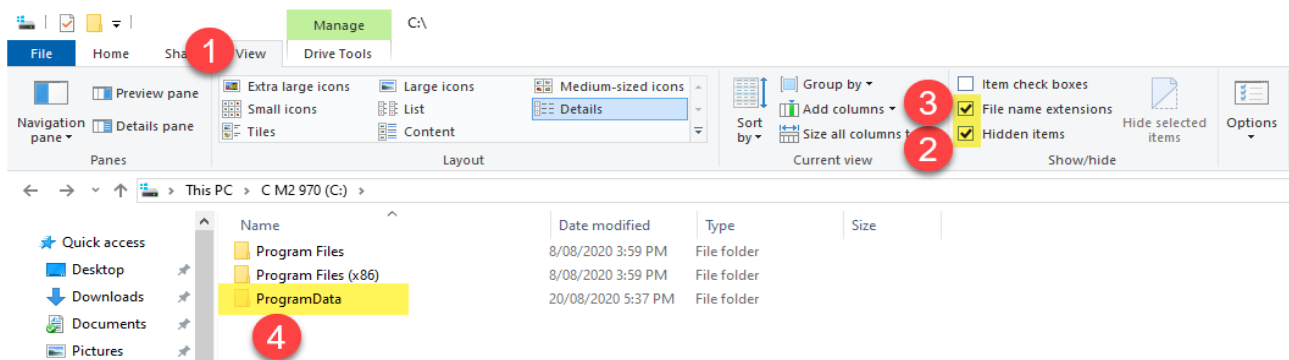 Manage C:\
File Home Sha 1 View Drive Tools
Preview pane
Details pane
Navigation pane
Panes
Extra large icons Large icons Medium-sized icons
Small icons List Details
Tiles Content
Layout
Sort by
Group by
Add columns
Size all columns t
Current view
3
2
Item check boxes
File name extensions
Hidden items
Hide selected items
Show/hide
Options
This PC > C M2 970 (C:) >
Quick access
Desktop
Downloads
Documents
Pictures
Name Date modified Type Size
Program Files 8/08/2020 3:59 PM File folder
Program Files (x86) 8/08/2020 3:59 PM File folder
ProgramData 20/08/2020 5:37 PM File folder
4